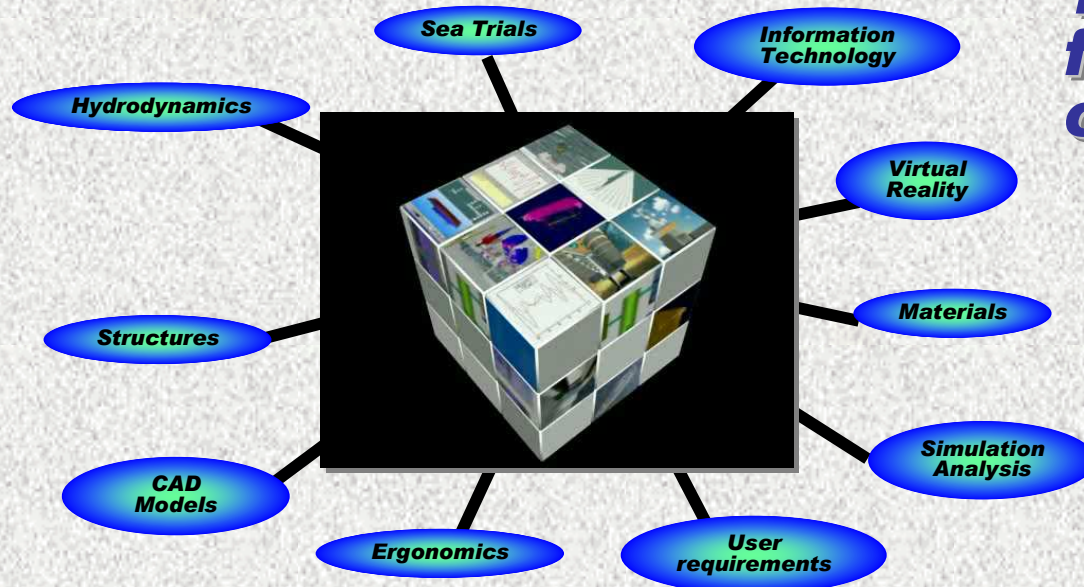 Sea Trials
Information
Technology
Hydrodynamics
Virtual
Reality
Materials
Structures
Simulation
Analysis
CAD
Models
Ergonomics
User
requirements